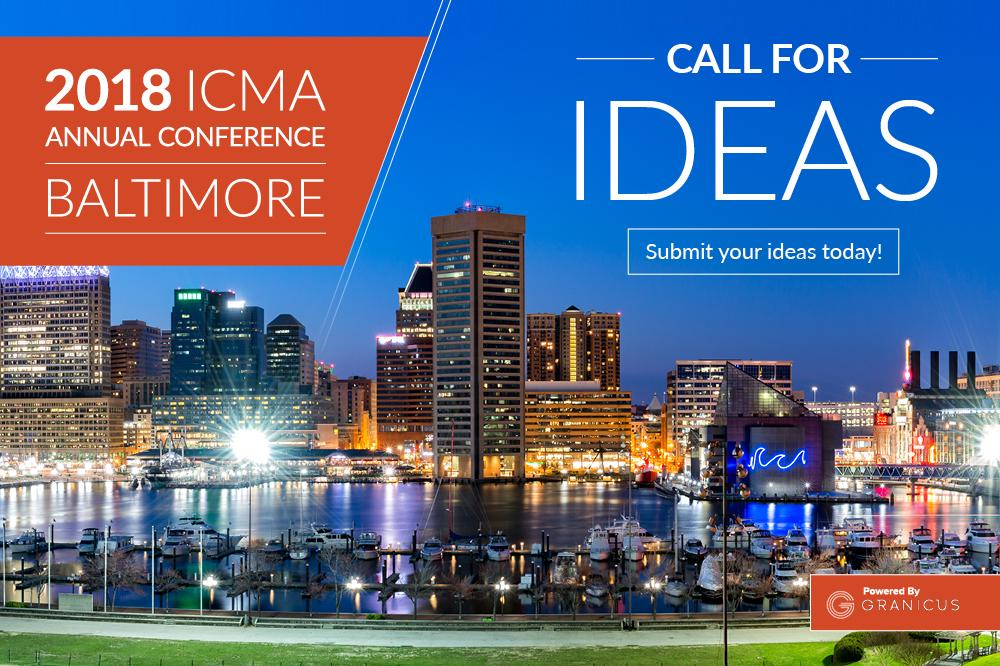 2018 ICMA
ANNUAL CONFERENCE
BALTIMORE
CALL FOR
IDEAS
Submit your ideas today!
Powered By
GRANICUS